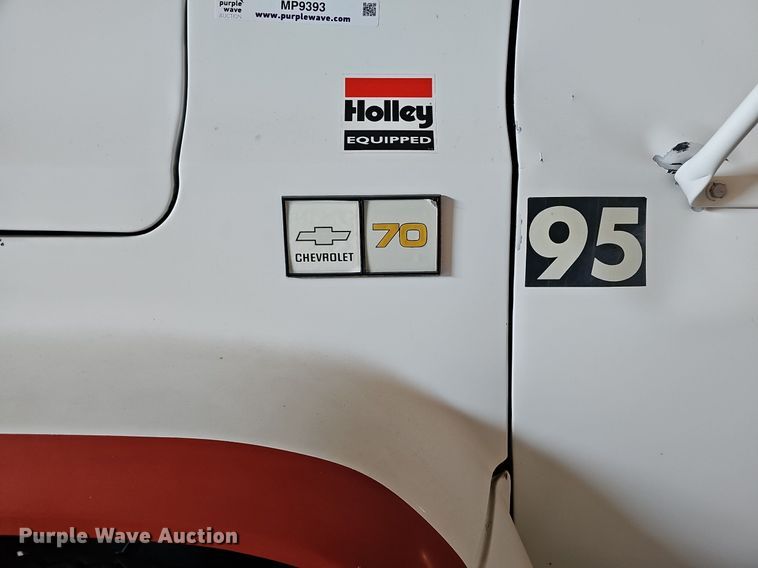 purple
wave
AUCTION
MP9393
www.purplewave.com
Holley
EQUIPPED
CHEVROLET
70
95
Purple Wave Auction